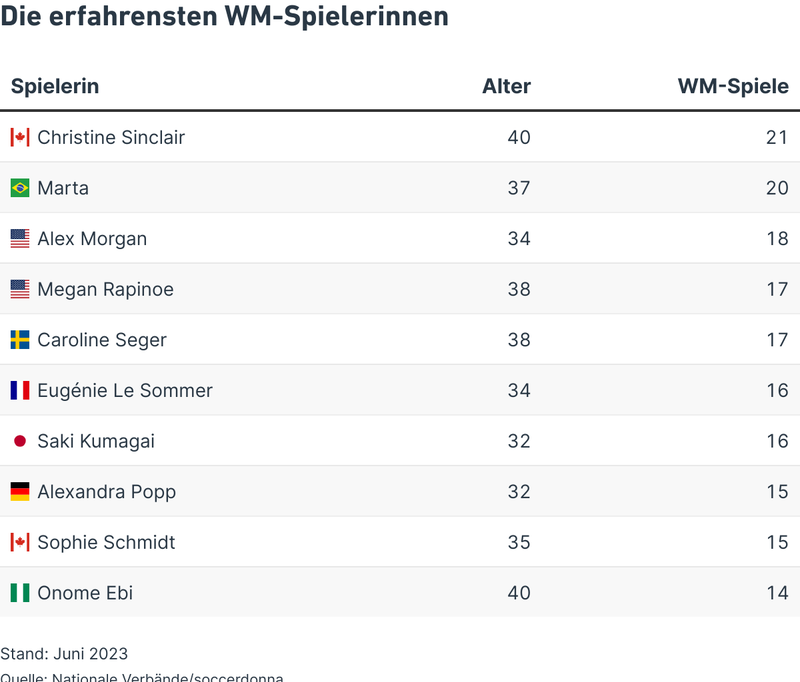 Die erfahrensten WM-Spielerinnen
Spielerin Alter WM-Spiele
Christine Sinclair 40 21
Marta 37 20
Alex Morgan 34 18
Megan Rapinoe 38 17
Caroline Seger 38 17
Eugénie Le Sommer 34 16
Saki Kumagai 32 16
Alexandra Popp 32 15
Sophie Schmidt 35 15
Onome Ebi 40 14
Stand: Juni 2023
Quelle: Nationale Verbände/soccerdonna